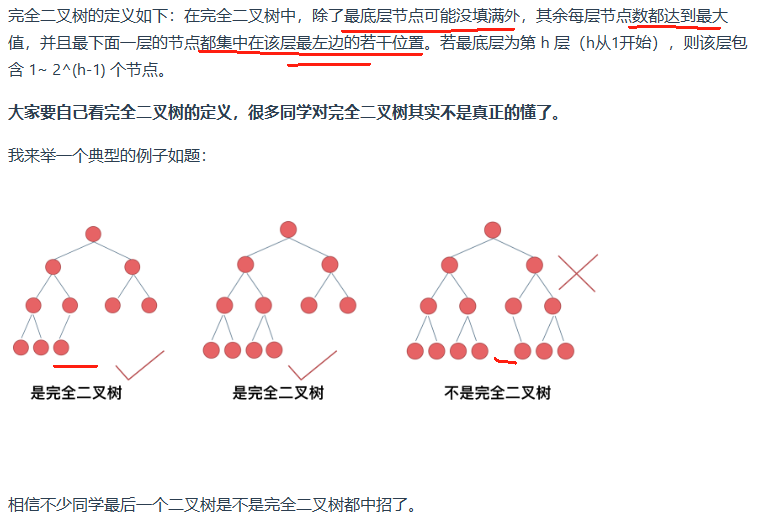 完全二叉树的定义如下：在完全二叉树中，除了最底层节点可能没填满外，其余每层节点数都达到最大
值，并且最下面一层的节点都集中在该层最左边的若干位置。若最底层为第 h 层（h从1开始），则该层包
含 1~ 2^(h-1) 个节点。
大家要自己看完全二叉树的定义，很多同学对完全二叉树其实不是真正的懂了。
我来举一个典型的例子如题：
是完全二叉树
是完全二叉树
不是完全二叉树
相信不少同学最后一个二叉树是不是完全二叉树都中招了。